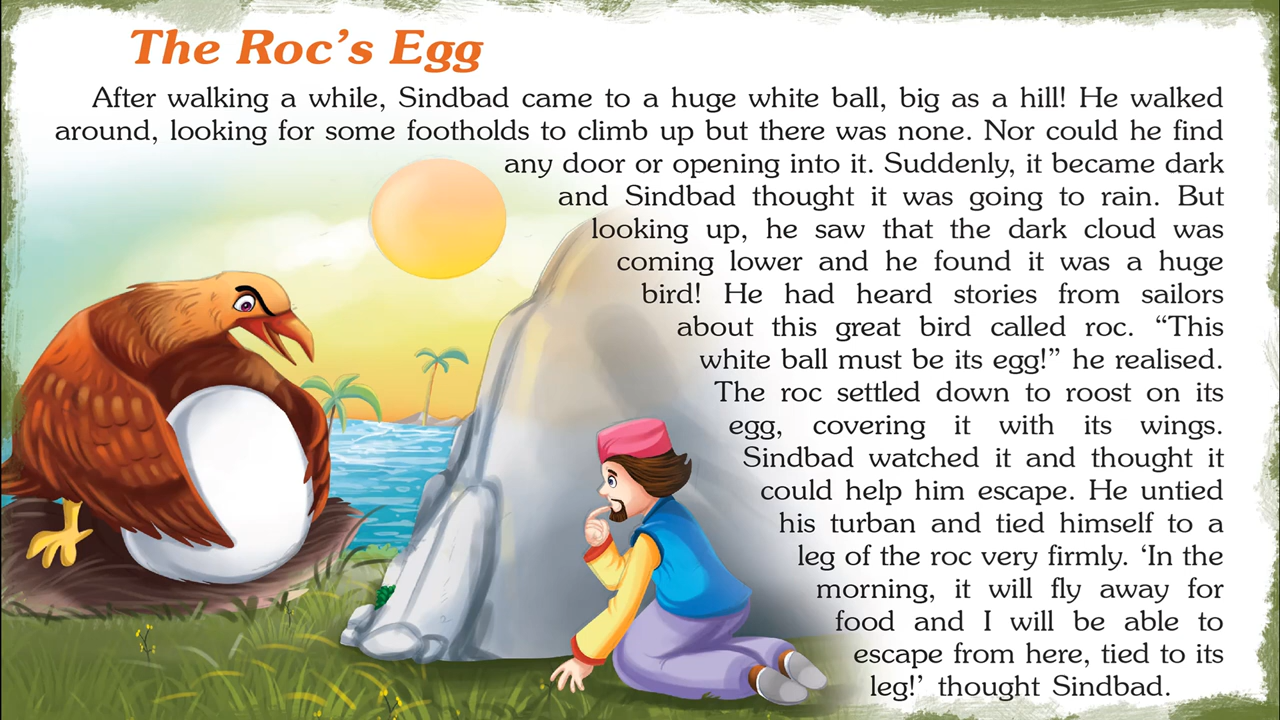 The Roc's Egg
After walking a while, Sindbad came to a huge white ball, big as a hill! He walked
around, looking for some footholds to climb up but there was none. Nor could he find
any door or opening into it. Suddenly, it became dark
and Sindbad thought it was going to rain. But
looking up, he saw that the dark cloud was
coming lower and he found it was a huge
bird! He had heard stories from sailors
about this great bird called roc. “This
white ball must be its egg!” he realised.
The roc settled down to roost on its
egg, covering it with its wings.
Sindbad watched it and thought it
could help him escape. He untied
his turban and tied himself to a
leg of the roc very firmly. ‘In the
morning, it will fly away for
food and I will be able to
escape from here, tied to its
leg!’ thought Sindbad.